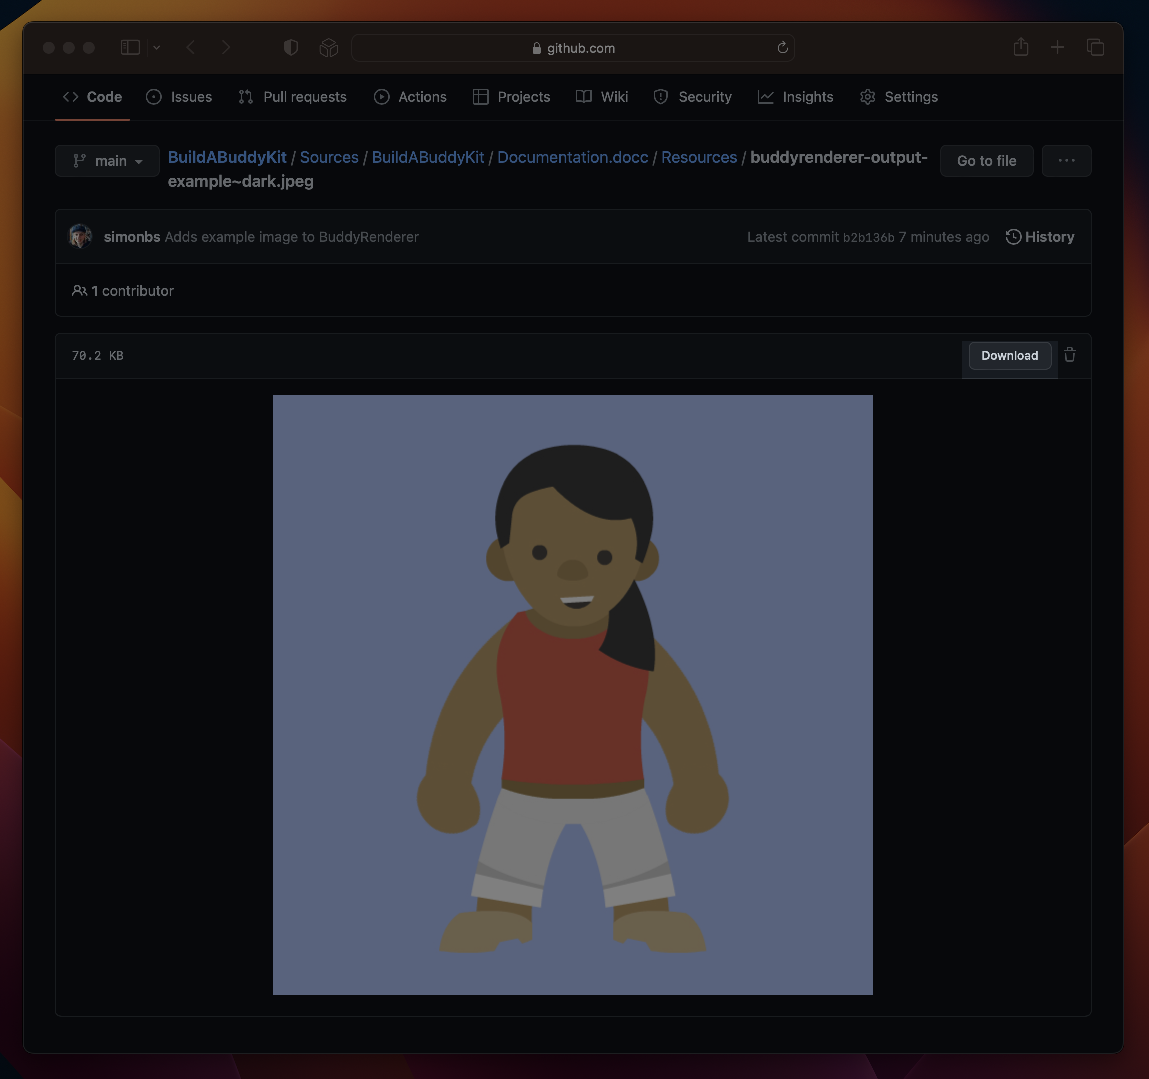 github.com
Code Issues Pull requests Actions Projects Wiki Security Insights Settings
main BuildABuddyKit / Sources / BuildABuddyKit / Documentation.docc / Resources / buddyrenderer-output-
example~dark.jpeg Go to file ...
simonbs Adds example image to BuddyRenderer Latest commit b2b136b 7 minutes ago History
1 contributor
70.2 KB Download